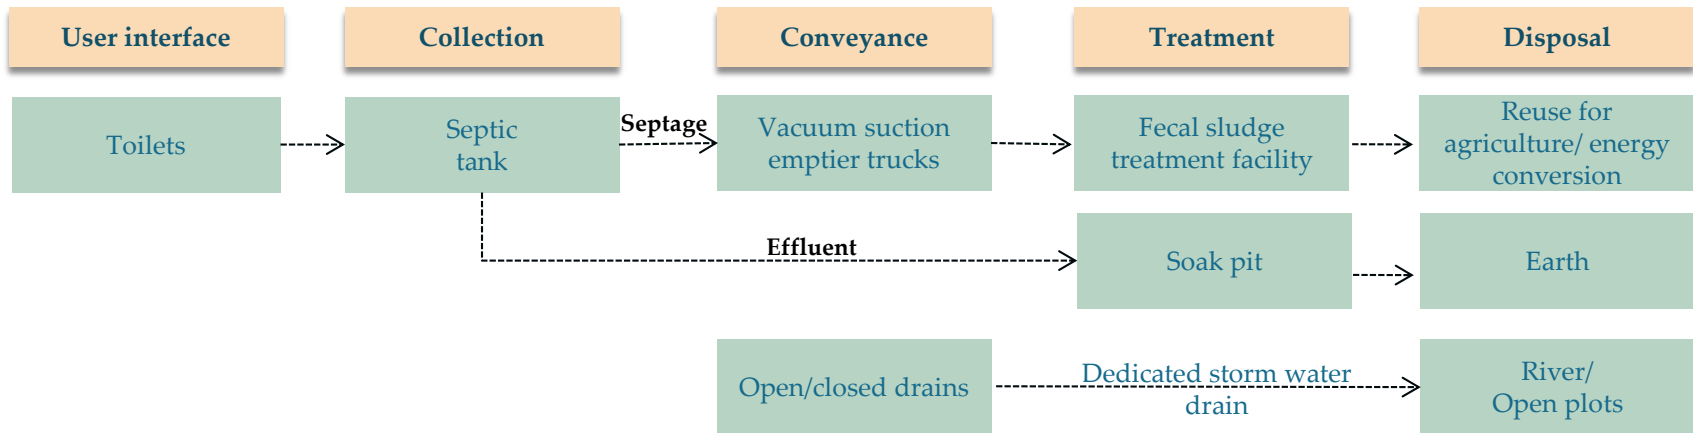 User interface
Collection
Conveyance
Treatment
Disposal
Toilets
Septic
tank
Septage
Vacuum suction
emptier trucks
Fecal sludge
treatment facility
Reuse for
agriculture/ energy
conversion
Effluent
Soak pit
Earth
Open/closed drains
Dedicated storm water
drain
River/
Open plots